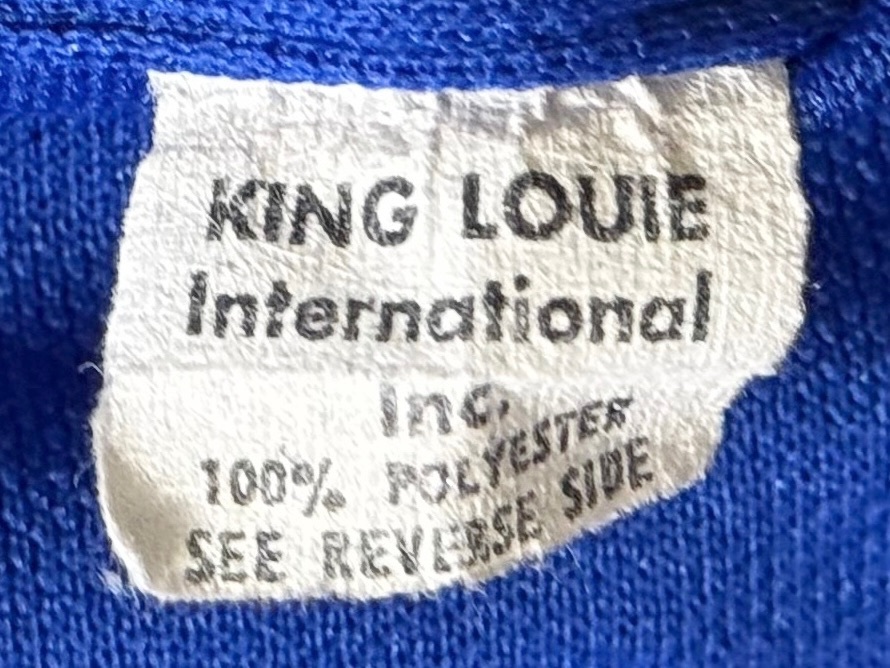 KING LOUIE
International
Inc.
100% POLYESTER
SEE REVERSE SIDE